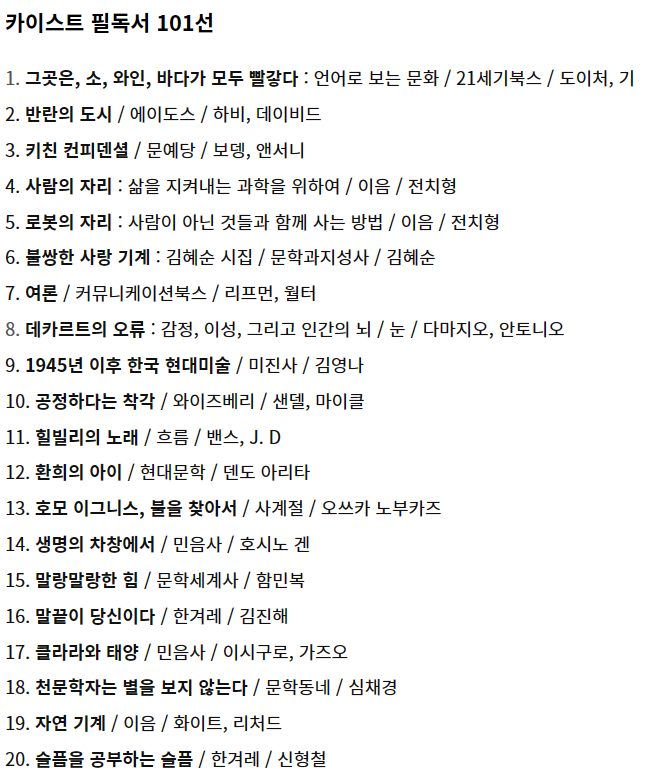 카이스트 필독서 101선
1. 그곳은, 소, 와인, 바다가 모두 빨갛다 : 언어로 보는 문화 / 21세기북스 / 도이처, 기
2. 반란의 도시 / 에이도스 / 하비, 데이비드
3. 키친 컨피덴셜 / 문예당 / 보뎅, 앤서니
4. 사람의 자리 : 삶을 지켜내는 과학을 위하여 / 이음 / 전치형
5. 로봇의 자리 : 사람이 아닌 것들과 함께 사는 방법 / 이음 / 전치형
6. 불쌍한 사랑 기계 : 김혜순 시집 / 문학과지성사 / 김혜순
7. 여론 / 커뮤니케이션북스 / 리프먼, 월터
8. 데카르트의 오류 : 감정, 이성, 그리고 인간의 뇌 / 눈 / 다마지오, 안토니오
9. 1945년 이후 한국 현대미술 / 미진사 / 김영나
10. 공정하다는 착각 / 와이즈베리 / 샌델, 마이클
11. 힐빌리의 노래 / 흐름 / 밴스, J. D
12. 환희의 아이 / 현대문학 / 덴도 아리타
13. 호모 이그니스, 불을 찾아서 / 사계절 / 오쓰카 노부카즈
14. 생명의 차창에서 / 민음사 / 호시노 겐
15. 말랑말랑한 힘 / 문학세계사 / 함민복
16. 말끝이 당신이다 / 한겨레 / 김진해
17. 클라라와 태양 / 민음사 / 이시구로, 가즈오
18. 천문학자는 별을 보지 않는다 / 문학동네 / 심채경
19. 자연 기계 / 이음 / 화이트, 리처드
20. 슬픔을 공부하는 슬픔 / 한겨레 / 신형철